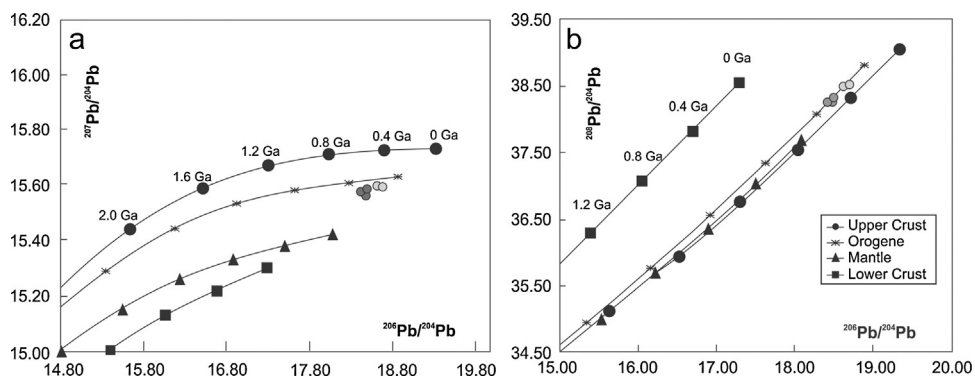 a
16.20
16.00
15.80
15.60
15.40
15.20
15.00
²⁰⁷Pb/²⁰⁴Pb
2.0 Ga
1.6 Ga
1.2 Ga
0.8 Ga
0.4 Ga
0 Ga
²⁰⁶Pb/²⁰⁴Pb
14.80 15.80 16.80 17.80 18.80 19.80
b
39.50
38.50
37.50
36.50
35.50
34.50
²⁰⁸Pb/²⁰⁴Pb
0 Ga
0.4 Ga
0.8 Ga
1.2 Ga
Upper Crust
Orogene
Mantle
Lower Crust
²⁰⁶Pb/²⁰⁴Pb
15.00 16.00 17.00 18.00 19.00 20.00